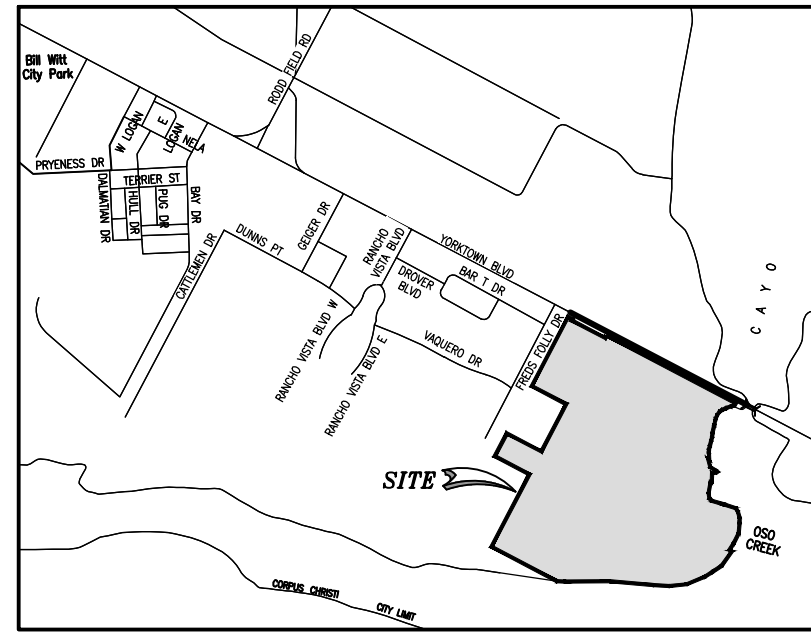 Bill Witt
City Park
RODD FIELD RD
W LOGAN
E
LOGAN
NELA
PRYENESS DR
TERRIER ST
DALMATIAN DR
HULL DR
PUG DR
BAY DR
CATTLEMEN DR
DUNNS PT
GEIGER DR
RANCHO
VISTA BLVD
YORKTOWN BLVD
DROVER
BLVD
BAR T DR
CAYO
RANCHO VISTA BLVD W
RANCHO VISTA BLVD E
VAQUERO DR
FREDS FOLLY DR
SITE
OSO
CREEK
CORPUS CHRISTI
CITY LIMIT